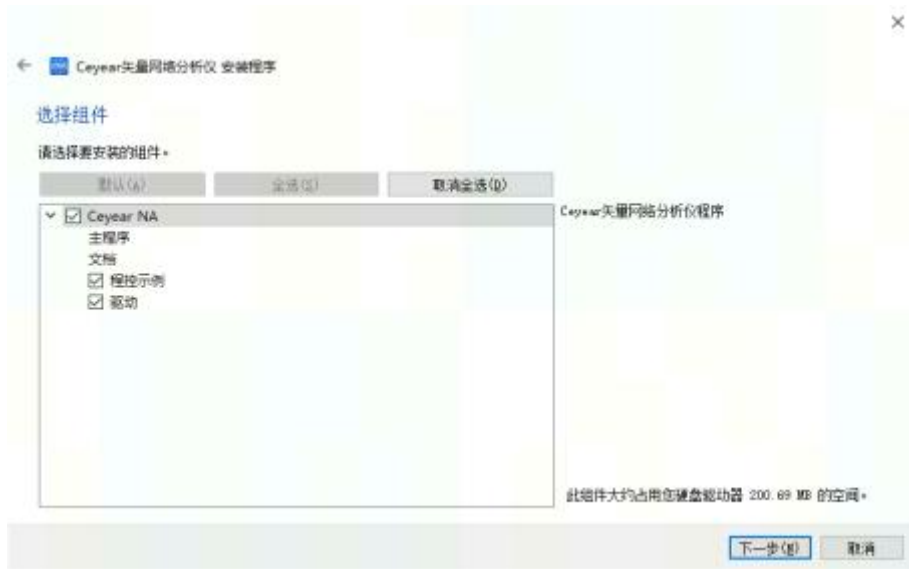 Ceyear矢量网络分析仪 安装程序
选择组件
请选择要安装的组件。
默认(A) 全选(S) 取消全选(D)
Ceyear NA
主程序
文档
程控示例
驱动
Ceyear矢量网络分析仪程序
此组件大约占用您硬盘驱动器 200.69 MB 的空间。
下一步(N) 取消